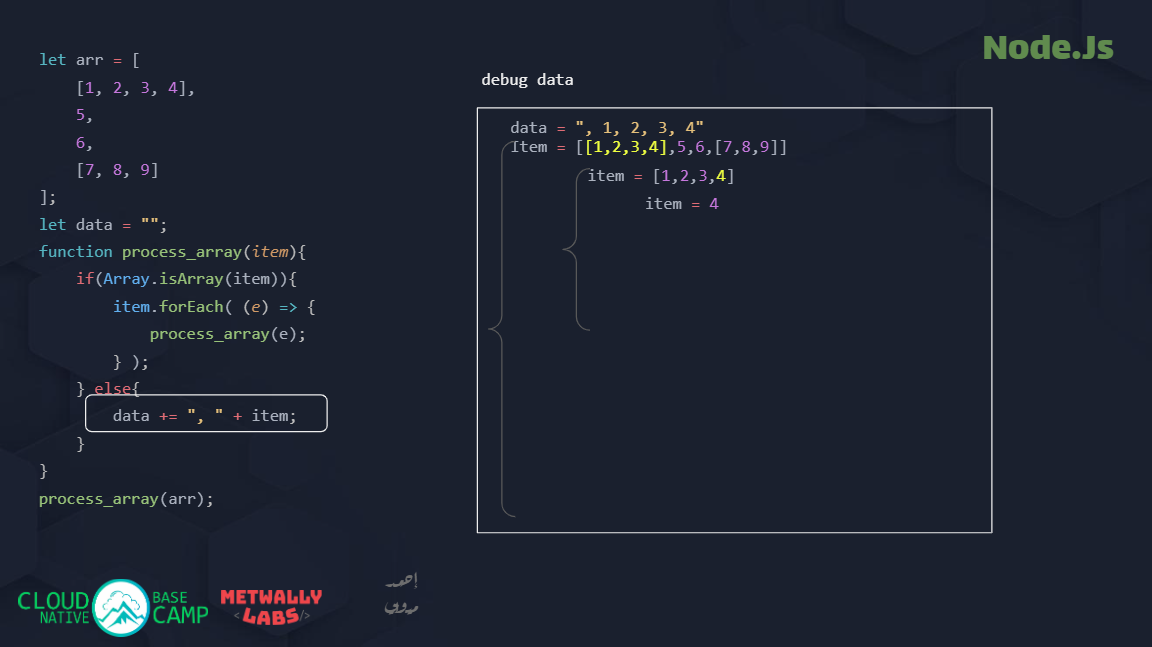 Node.Js
let arr = [
[1, 2, 3, 4],
5,
6,
[7, 8, 9]
];
let data = "";
function process_array(item){
if(Array.isArray(item)){
item.forEach( (e) => {
process_array(e);
} );
} else{
data += ", " + item;
}
}
process_array(arr);
debug data
data = ", 1, 2, 3, 4"
Item = [[1,2,3,4],5,6,[7,8,9]]
item = [1,2,3,4]
item = 4
CLOUD NATIVE
BASE CAMP
METWALLY
<LABS/>
أحمد